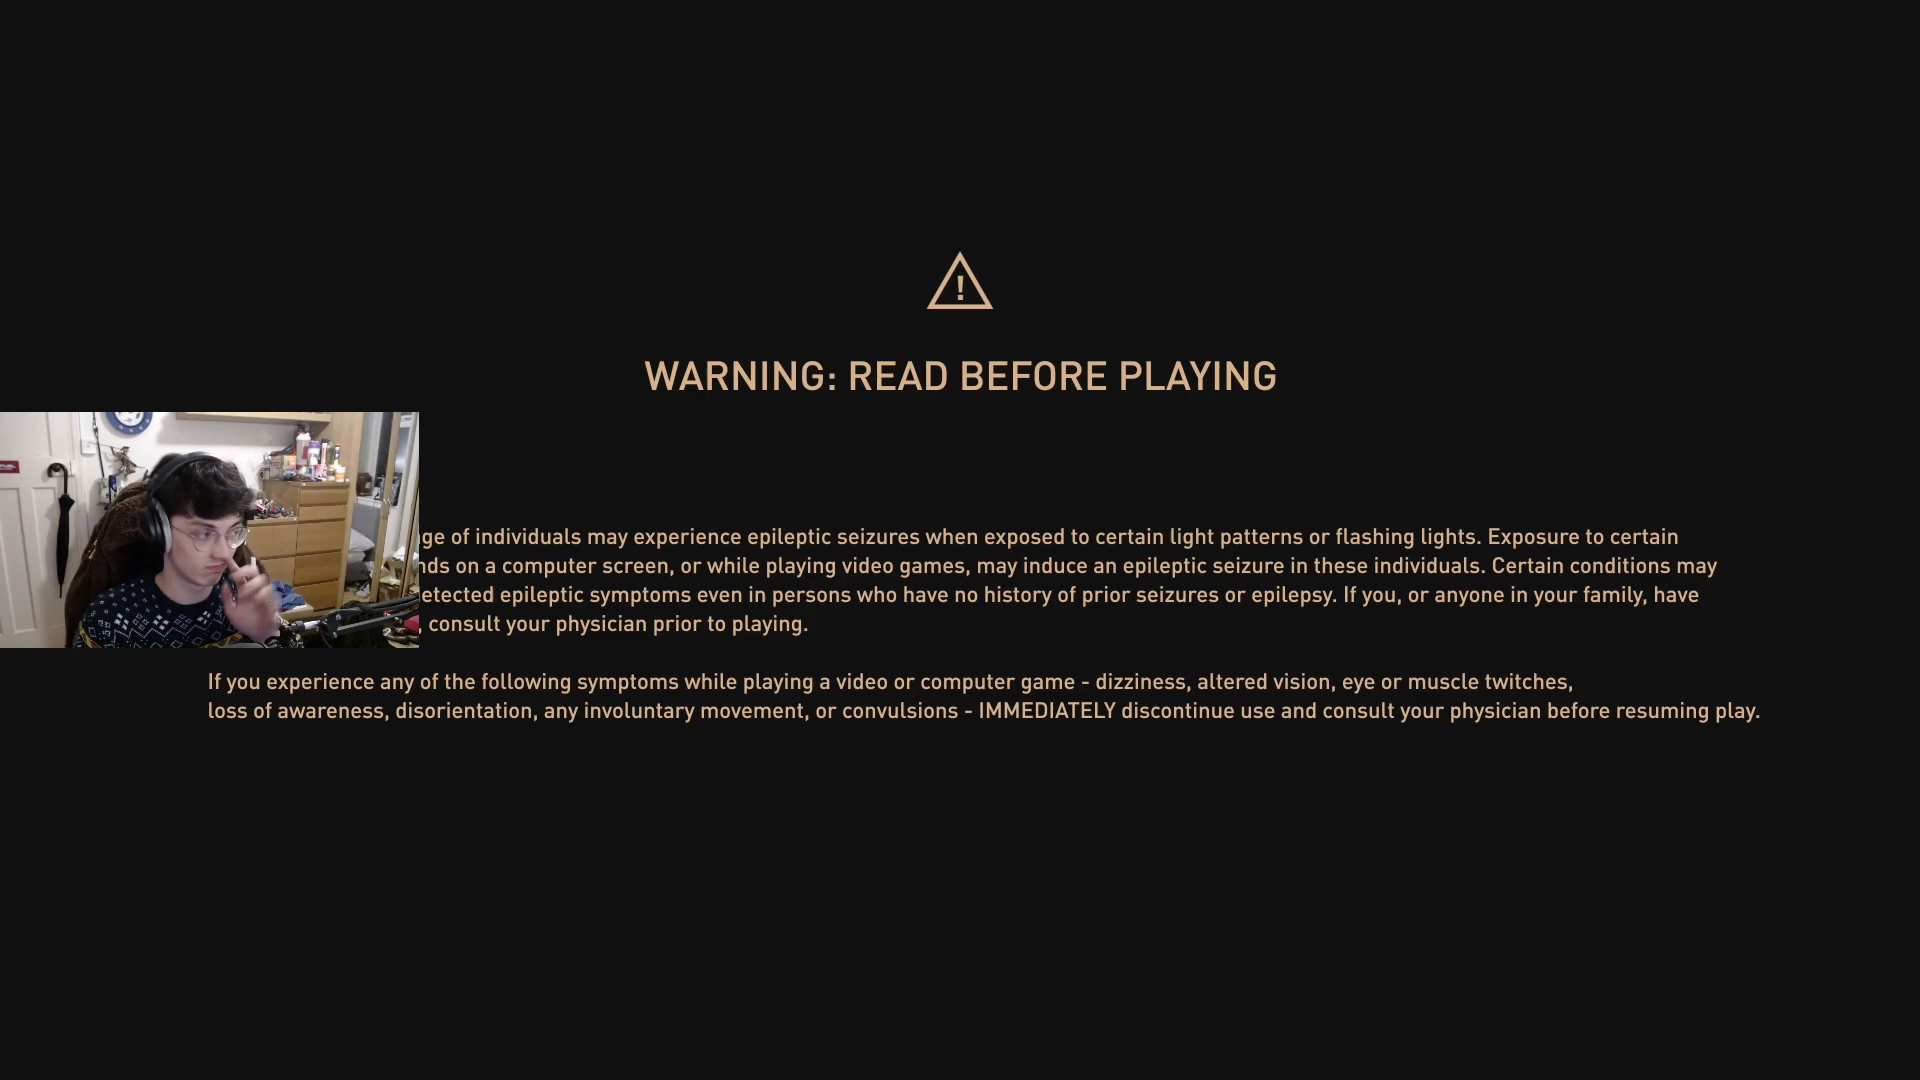 WARNING: READ BEFORE PLAYING
of individuals may experience epileptic seizures when exposed to certain light patterns or flashing lights. Exposure to certain
on a computer screen, or while playing video games, may induce an epileptic seizure in these individuals. Certain conditions may
epileptic symptoms even in persons who have no history of prior seizures or epilepsy. If you, or anyone in your family, have
, consult your physician prior to playing.
If you experience any of the following symptoms while playing a video or computer game - dizziness, altered vision, eye or muscle twitches,
loss of awareness, disorientation, any involuntary movement, or convulsions - IMMEDIATELY discontinue use and consult your physician before resuming play.